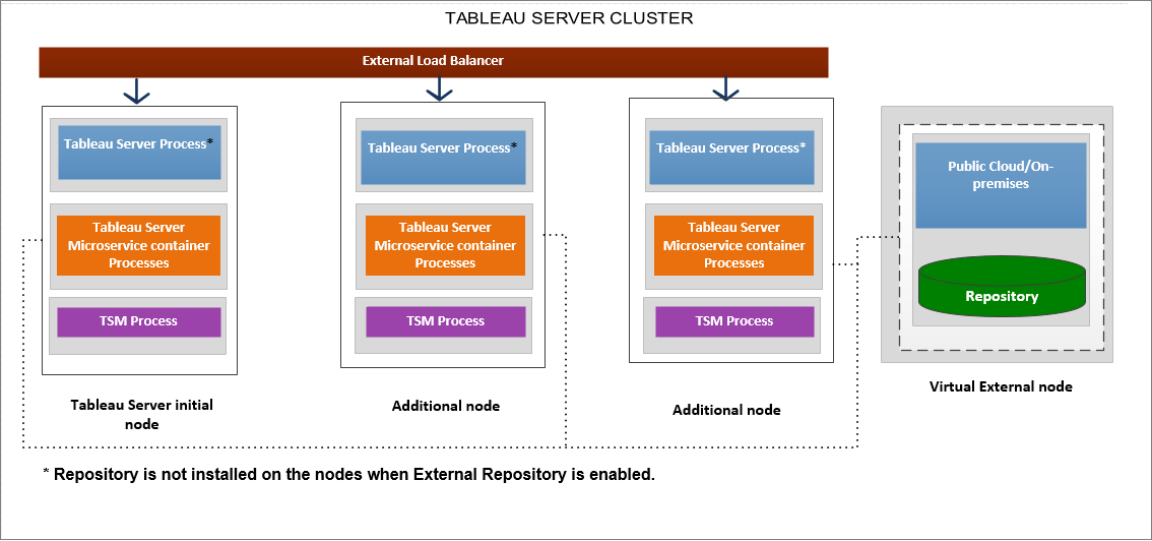 TABLEAU SERVER CLUSTER
External Load Balancer
Tableau Server Process*
Tableau Server
Microservice container
Processes
TSM Process
Tableau Server initial
node
Tableau Server Process*
Tableau Server
Microservice container
Processes
TSM Process
Additional node
Tableau Server Process*
Tableau Server
Microservice container
Processes
TSM Process
Additional node
Public Cloud/On-
premises
Repository
Virtual External node
* Repository is not installed on the nodes when External Repository is enabled.